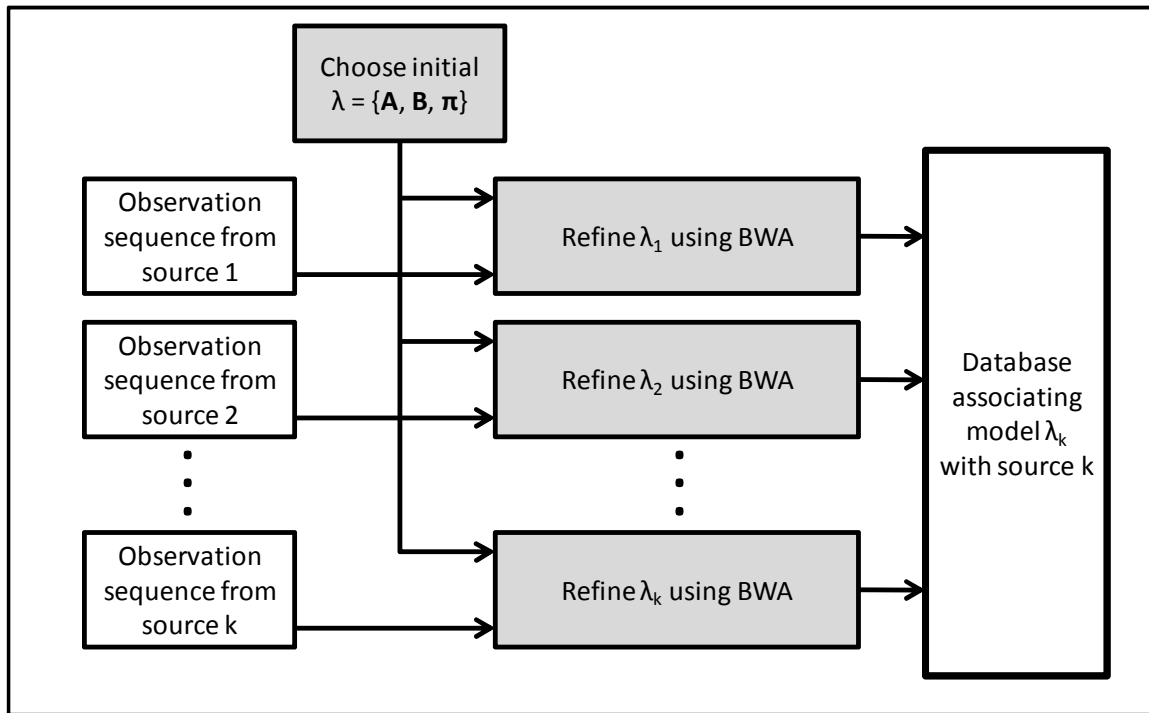 Choose initial
λ = {A, B, π}
Observation
sequence from
source 1
Refine λ₁ using BWA
Observation
sequence from
source 2
Refine λ₂ using BWA
Observation
sequence from
source k
Refine λₖ using BWA
Database
associating
model λₖ
with source k